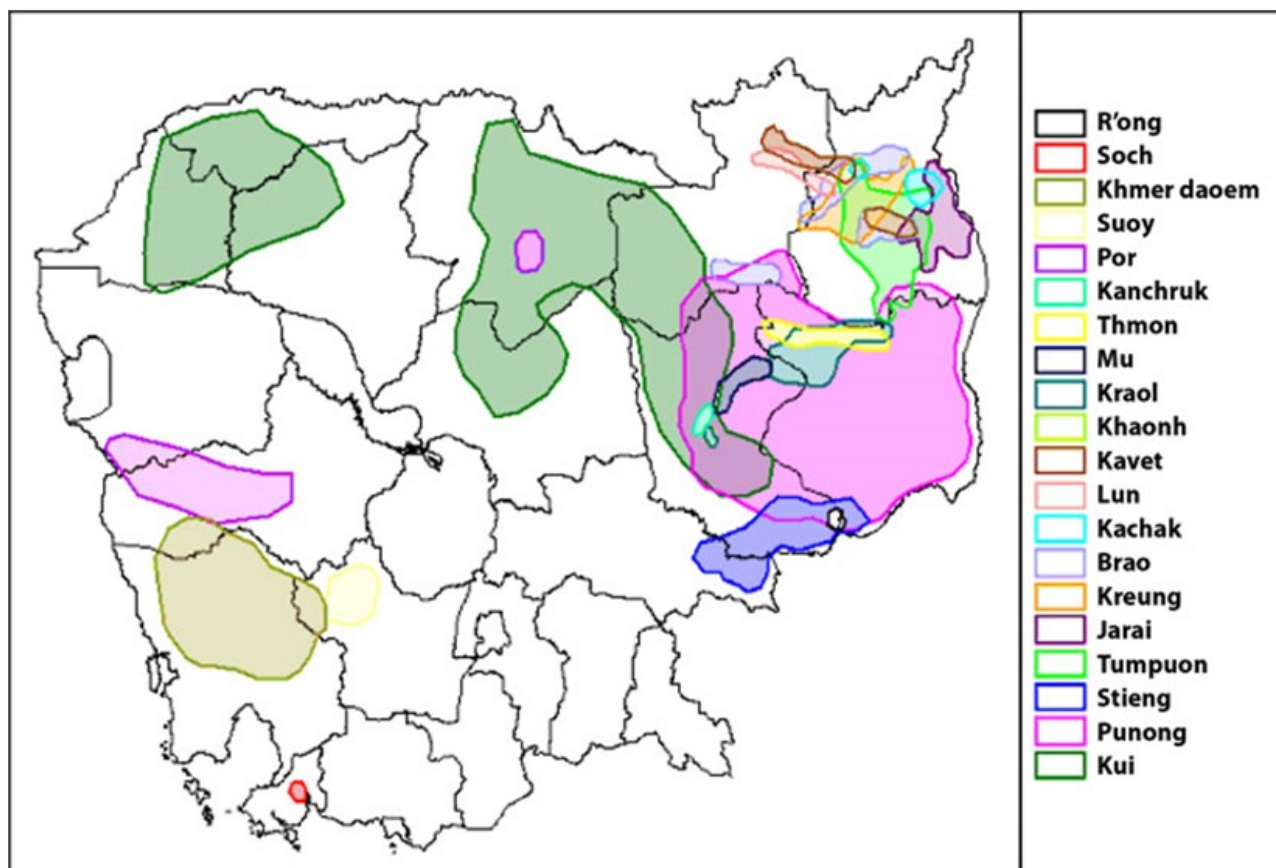 R'ong
Soch
Khmer daoem
Suoy
Por
Kanchruk
Thmon
Mu
Kraol
Khaonh
Kavet
Lun
Kachak
Brao
Kreung
Jarai
Tumpuon
Stieng
Punong
Kui